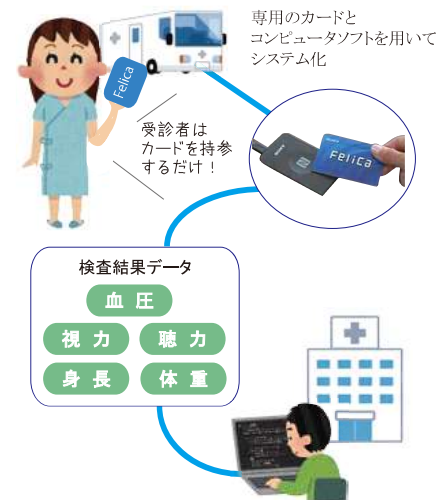 専用のカードと
コンピュータソフトを用いて
システム化
Felica
受診者は
カードを持参
するだけ！
FeliCa
検査結果データ
血圧
視力
聴力
身長
体重